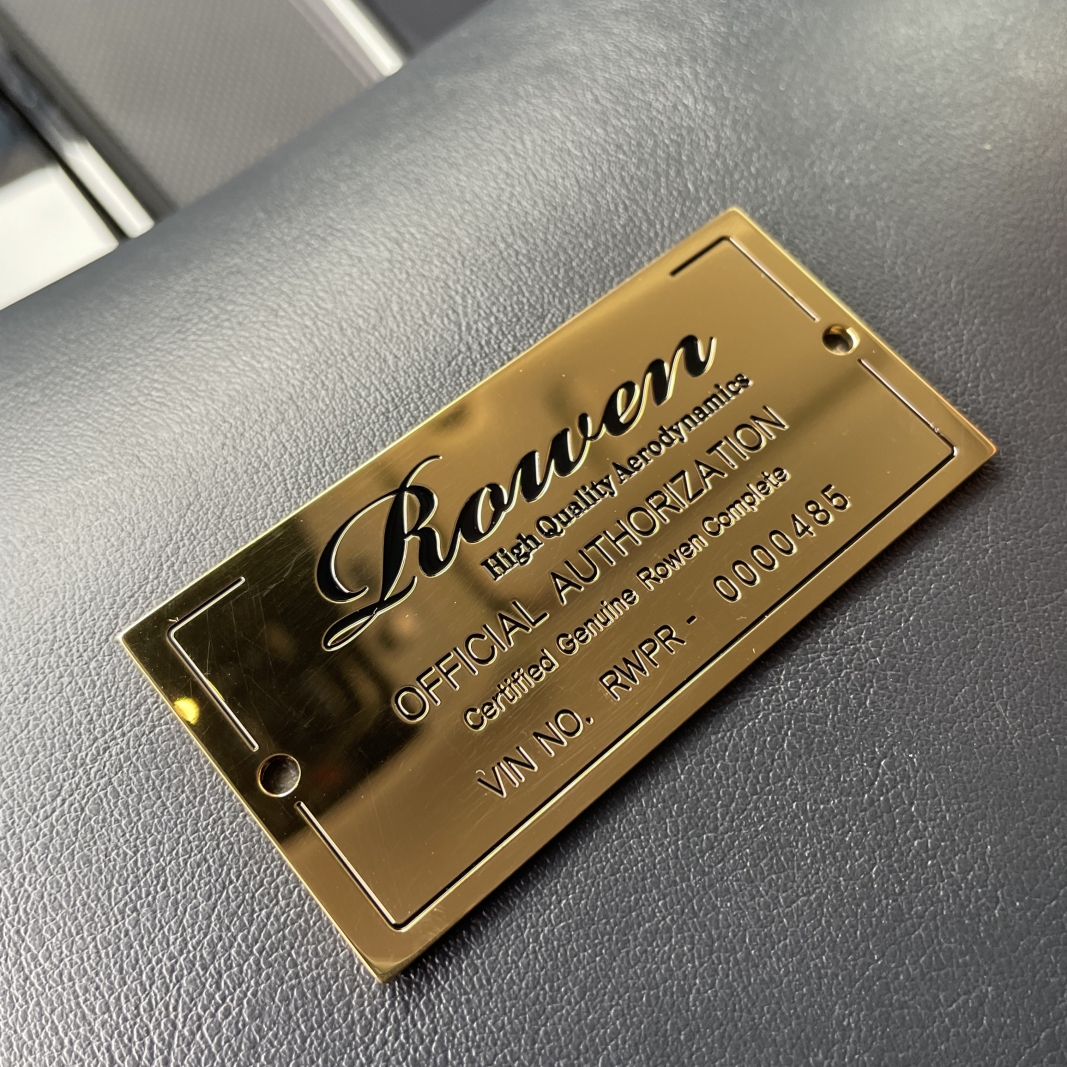 Rowen
High Quality Aerodynamics
OFFICIAL AUTHORIZATION
Certified Genuine Rowen Complete
VIN NO. RWPR - 0000485